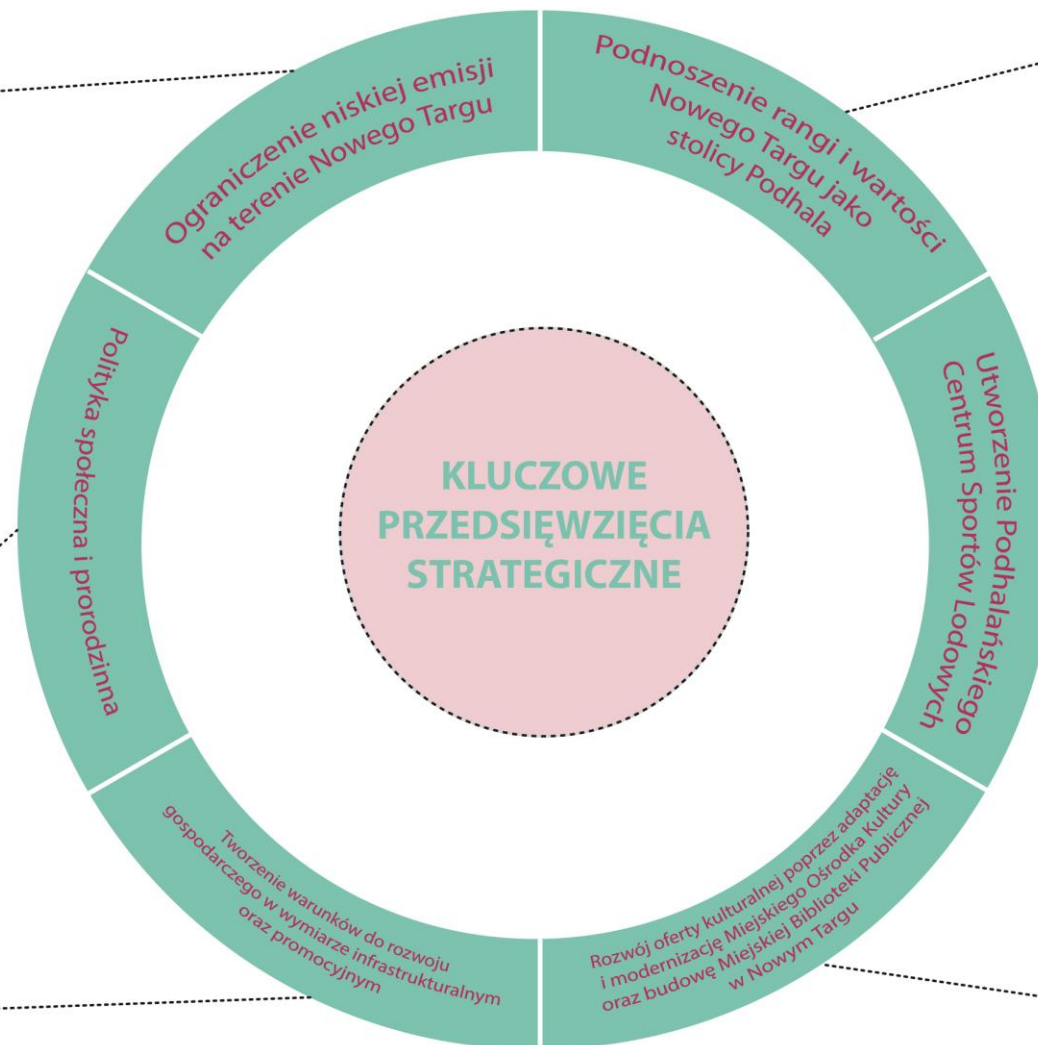 Ograniczenie niskiej emisji
na terenie Nowego Targu
Podnoszenie rangi i wartości
Nowego Targu jako
stolicy Podhala
Utworzenie Podhalańskiego
Centrum Sportów Lodowych
Rozwój oferty kulturalnej poprzez adaptację
i modernizację Miejskiego Ośrodka Kultury
oraz budowę Miejskiej Biblioteki Publicznej
w Nowym Targu
Tworzenie warunków do rozwoju
gospodarczego w wymiarze infrastrukturalnym
oraz promocyjnym
Polityka społeczna i prorodzinna
KLUCZOWE
PRZEDSIĘWZIĘCIA
STRATEGICZNE